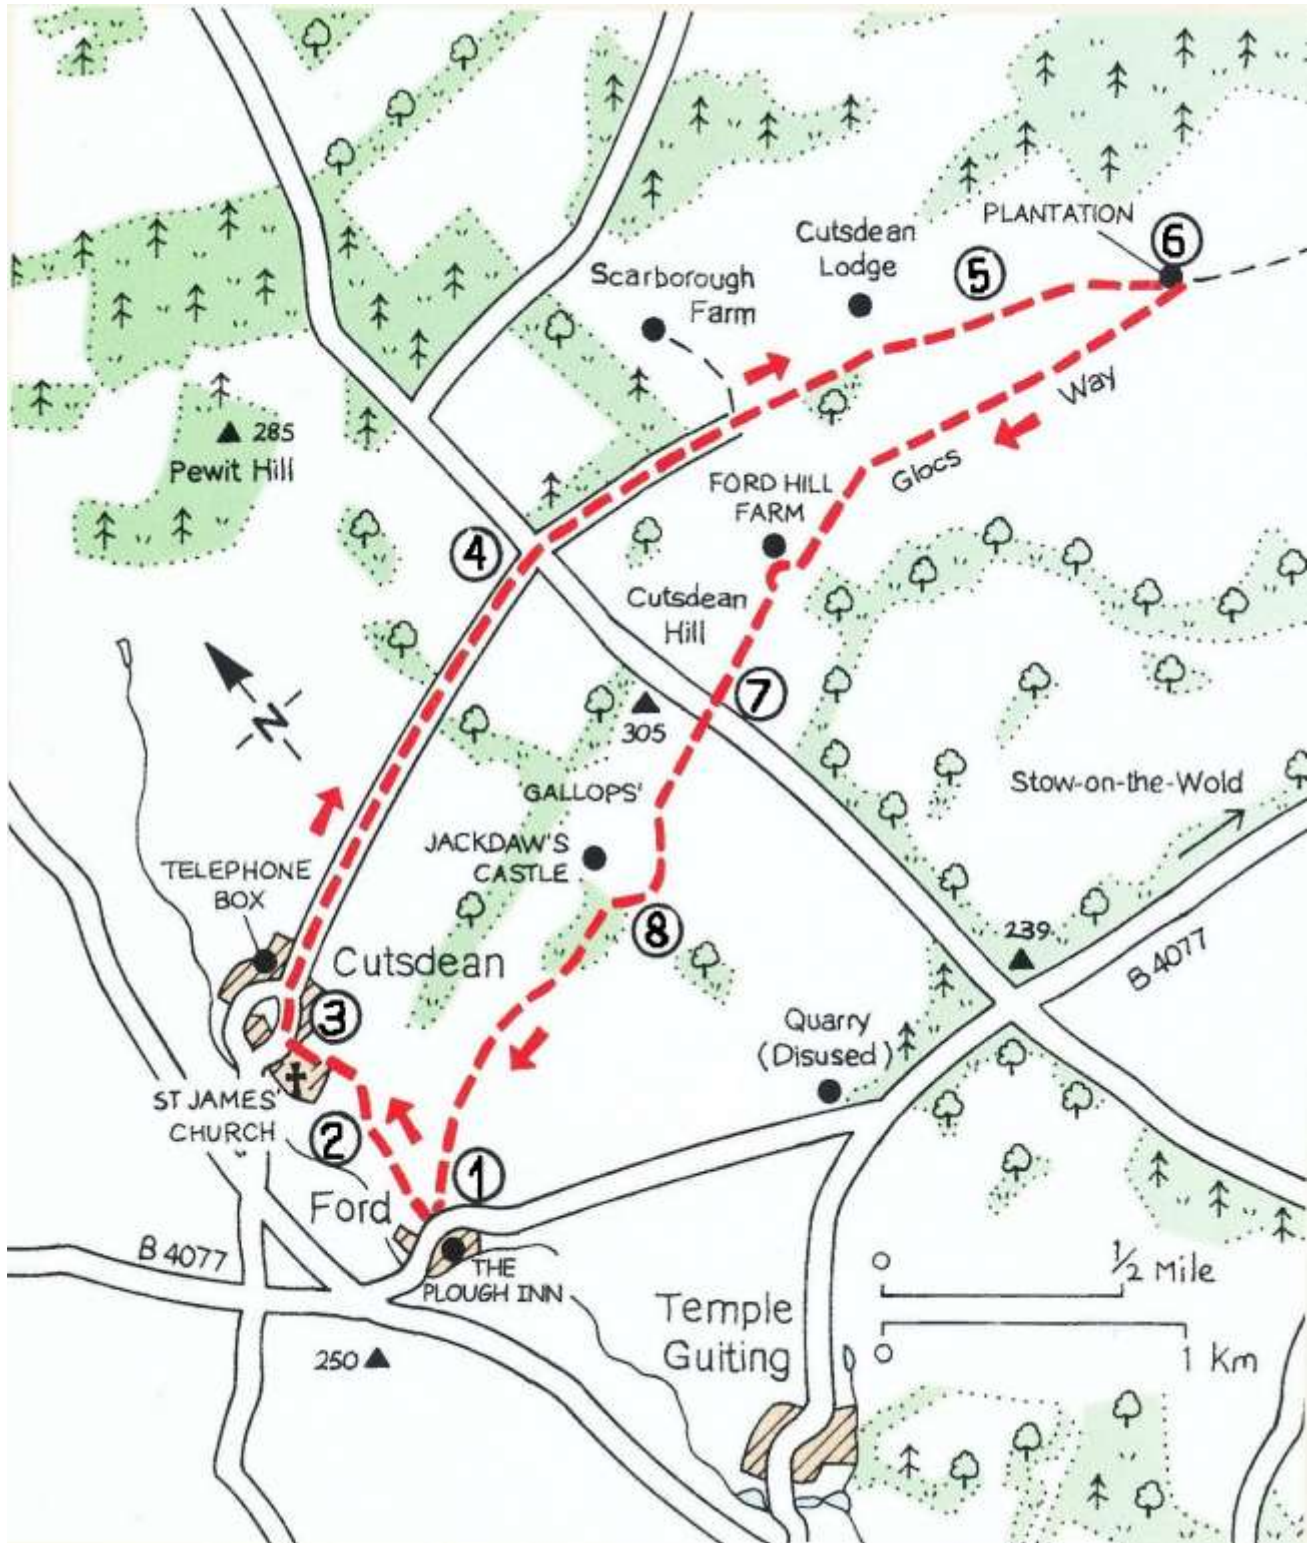 PLANTATION
6
Cutsdean
Lodge
5
Scarborough
Farm
Way
285
Pewit Hill
Glocs
FORD HILL
FARM
4
Cutsdean
Hill
7
N
305
Stow-on-the-Wold
GALLOPS'
JACKDAW'S
CASTLE
TELEPHONE
BOX
8
239
Cutsdean
B 4077
3
Quarry
(Disused)
ST JAMES'
CHURCH
2
1
Ford
B 4077
THE
PLOUGH INN
½ Mile
Temple
Guiting
250
1 Km